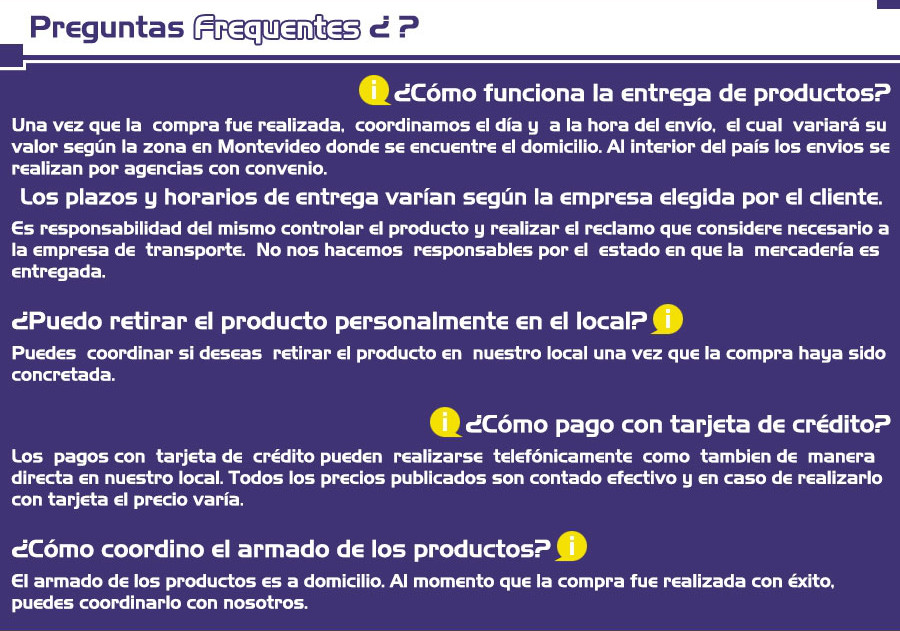 Preguntas Frequentes ¿ ?
¿Cómo funciona la entrega de productos?
Una vez que la compra fue realizada, coordinamos el día y a la hora del envío, el cual variará su
valor según la zona en Montevideo donde se encuentre el domicilio. Al interior del país los envios se
realizan por agencias con convenio.
Los plazos y horarios de entrega varían según la empresa elegida por el cliente.
Es responsabilidad del mismo controlar el producto y realizar el reclamo que considere necesario a
la empresa de transporte. No nos hacemos responsables por el estado en que la mercadería es
entregada.
¿Puedo retirar el producto personalmente en el local?
Puedes coordinar si deseas retirar el producto en nuestro local una vez que la compra haya sido
concretada.
¿Cómo pago con tarjeta de crédito?
Los pagos con tarjeta de crédito pueden realizarse telefónicamente como tambien de manera
directa en nuestro local. Todos los precios publicados son contado efectivo y en caso de realizarlo
con tarjeta el precio varía.
¿Cómo coordino el armado de los productos?
El armado de los productos es a domicilio. Al momento que la compra fue realizada con éxito,
puedes coordinarlo con nosotros.